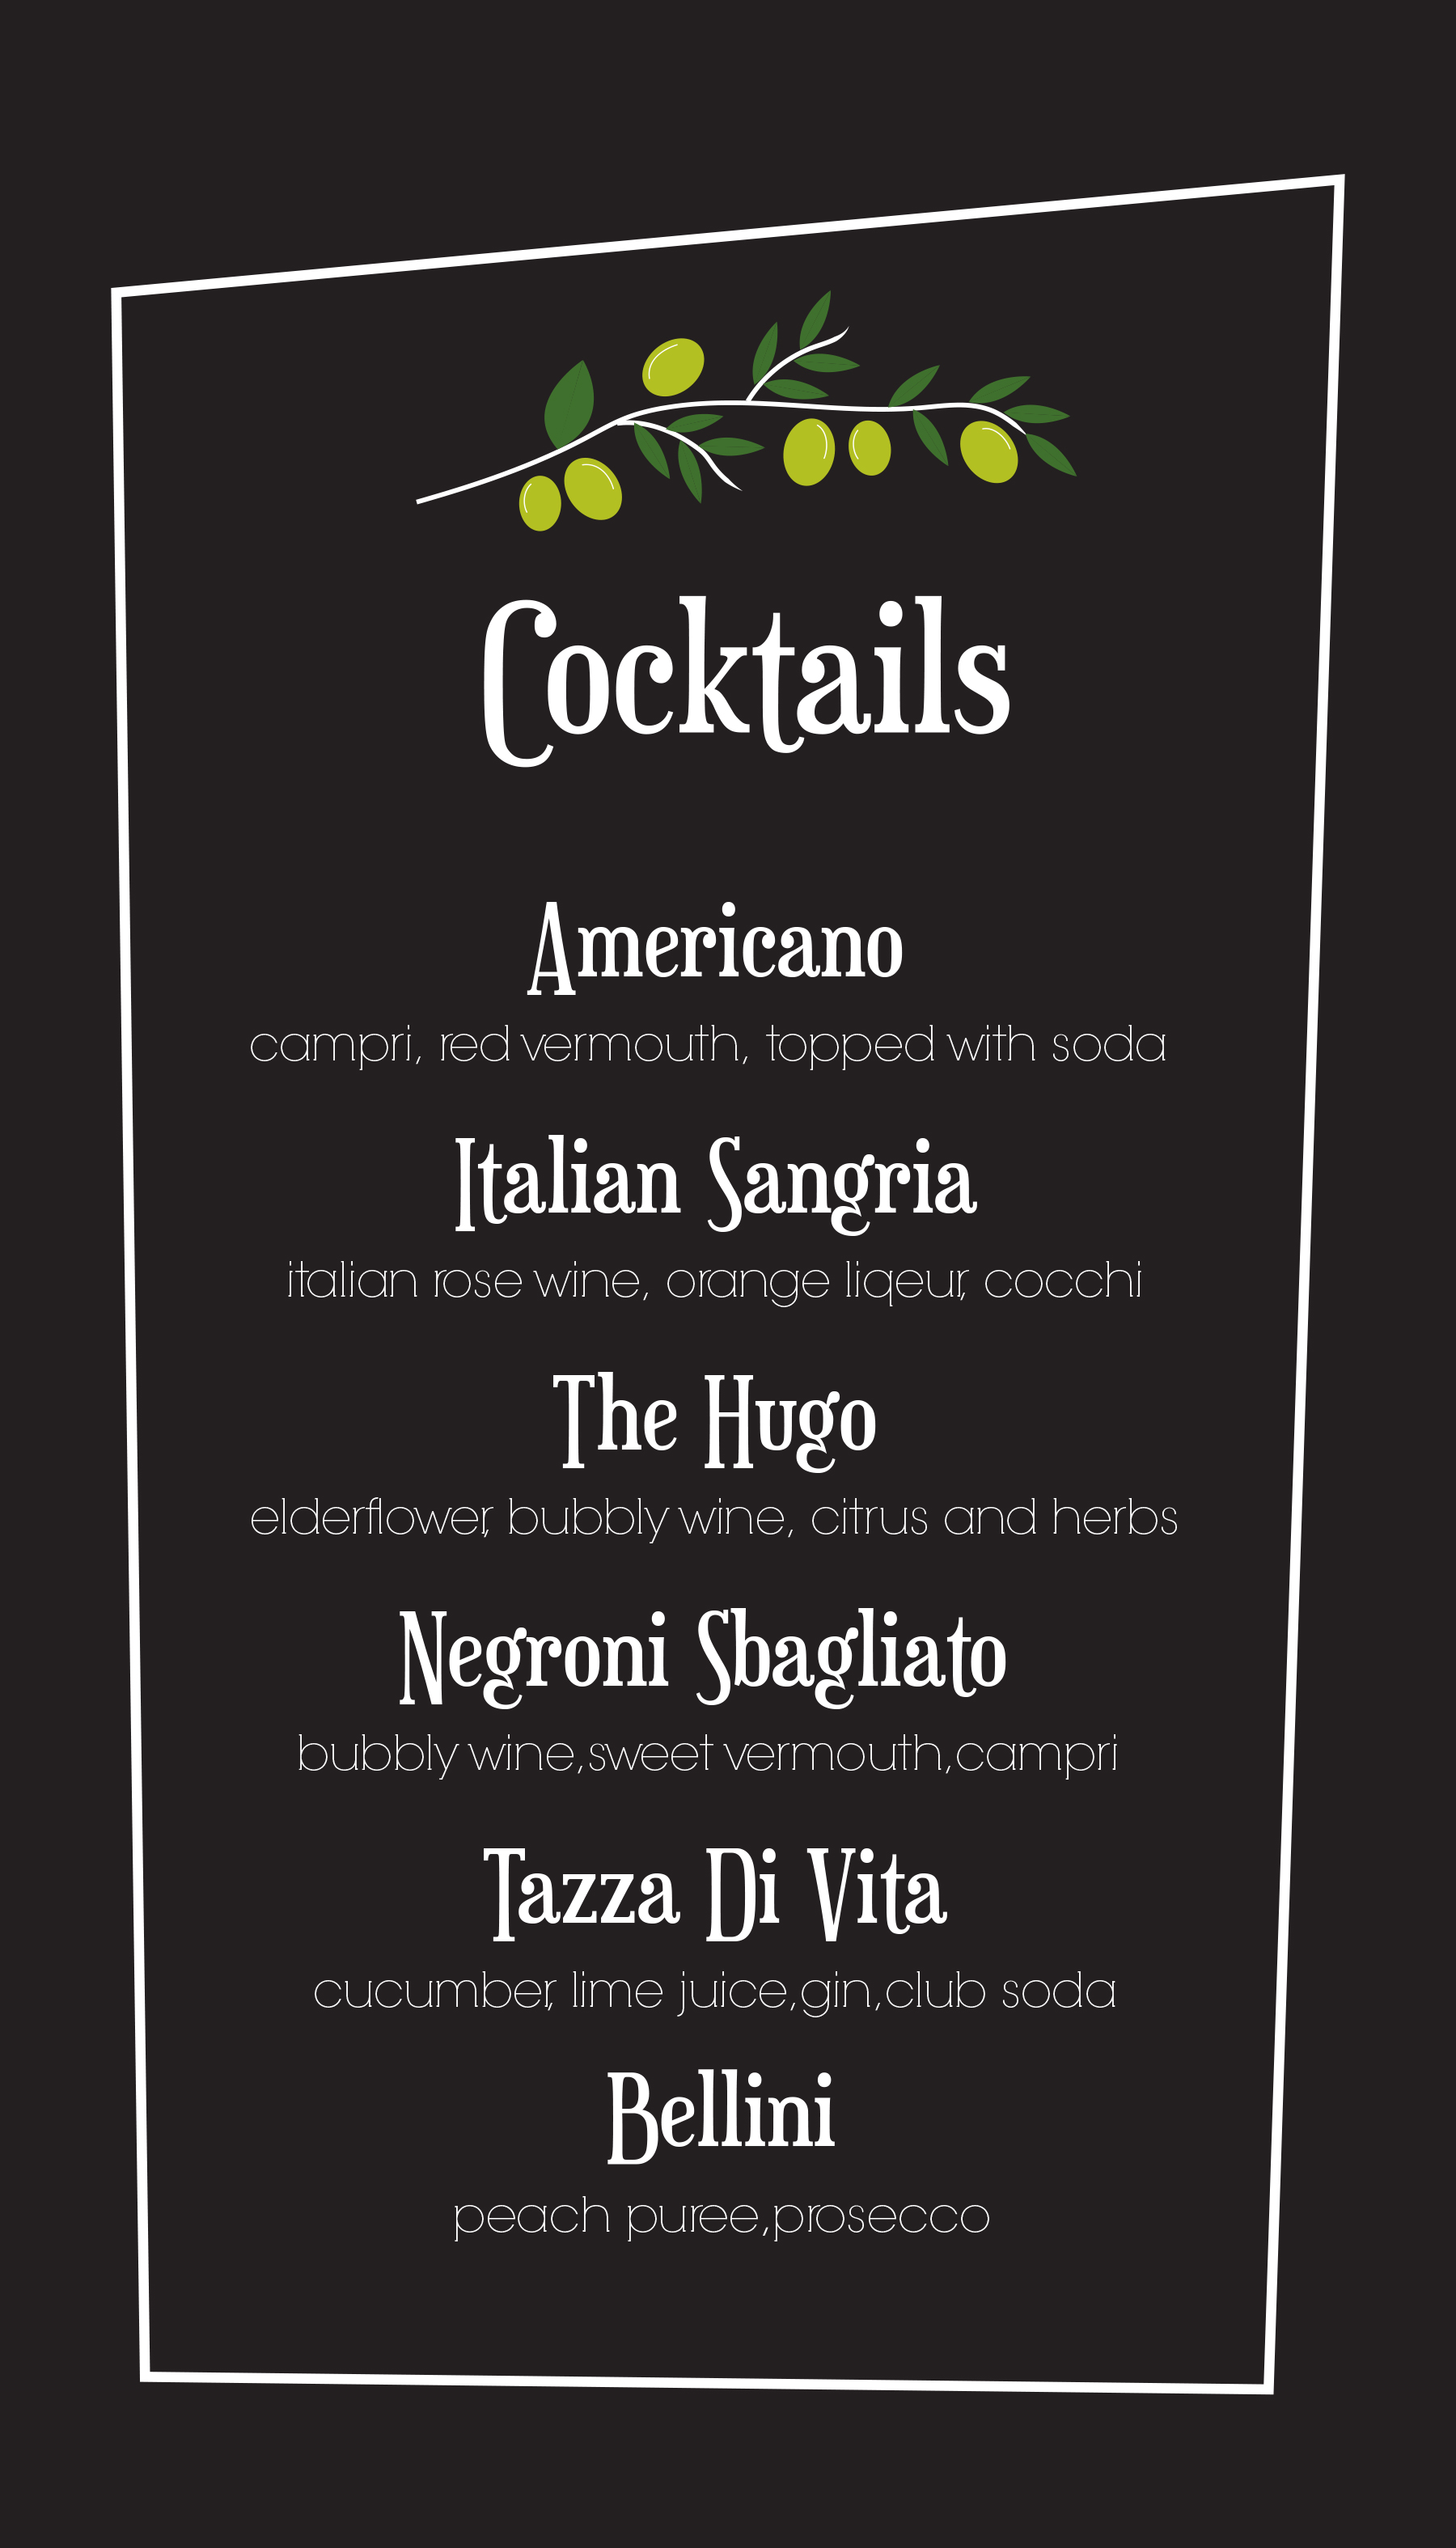 Cocktails
Americano
campri, red vermouth, topped with soda
Italian Sangria
italian rose wine, orange liqeur, cocchi
The Hugo
elderflower, bubbly wine, citrus and herbs
Negroni Sbagliato
bubbly wine,sweet vermouth,campri
Tazza Di Vita
cucumber, lime juice,gin,club soda
Bellini
peach puree,prosecco